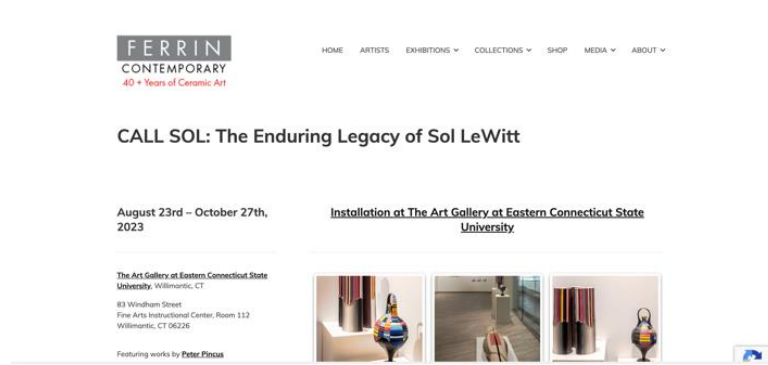 FERRIN
CONTEMPORARY
40 + Years of Ceramic Art
HOME ARTISTS EXHIBITIONS COLLECTIONS SHOP MEDIA ABOUT
CALL SOL: The Enduring Legacy of Sol LeWitt
August 23rd – October 27th,
2023
The Art Gallery at Eastern Connecticut State
University, Willimantic, CT
83 Windham Street
Fine Arts Instructional Center, Room 112
Willimantic, CT 06226
Featuring works by Peter Pincus
Installation at The Art Gallery at Eastern Connecticut State
University